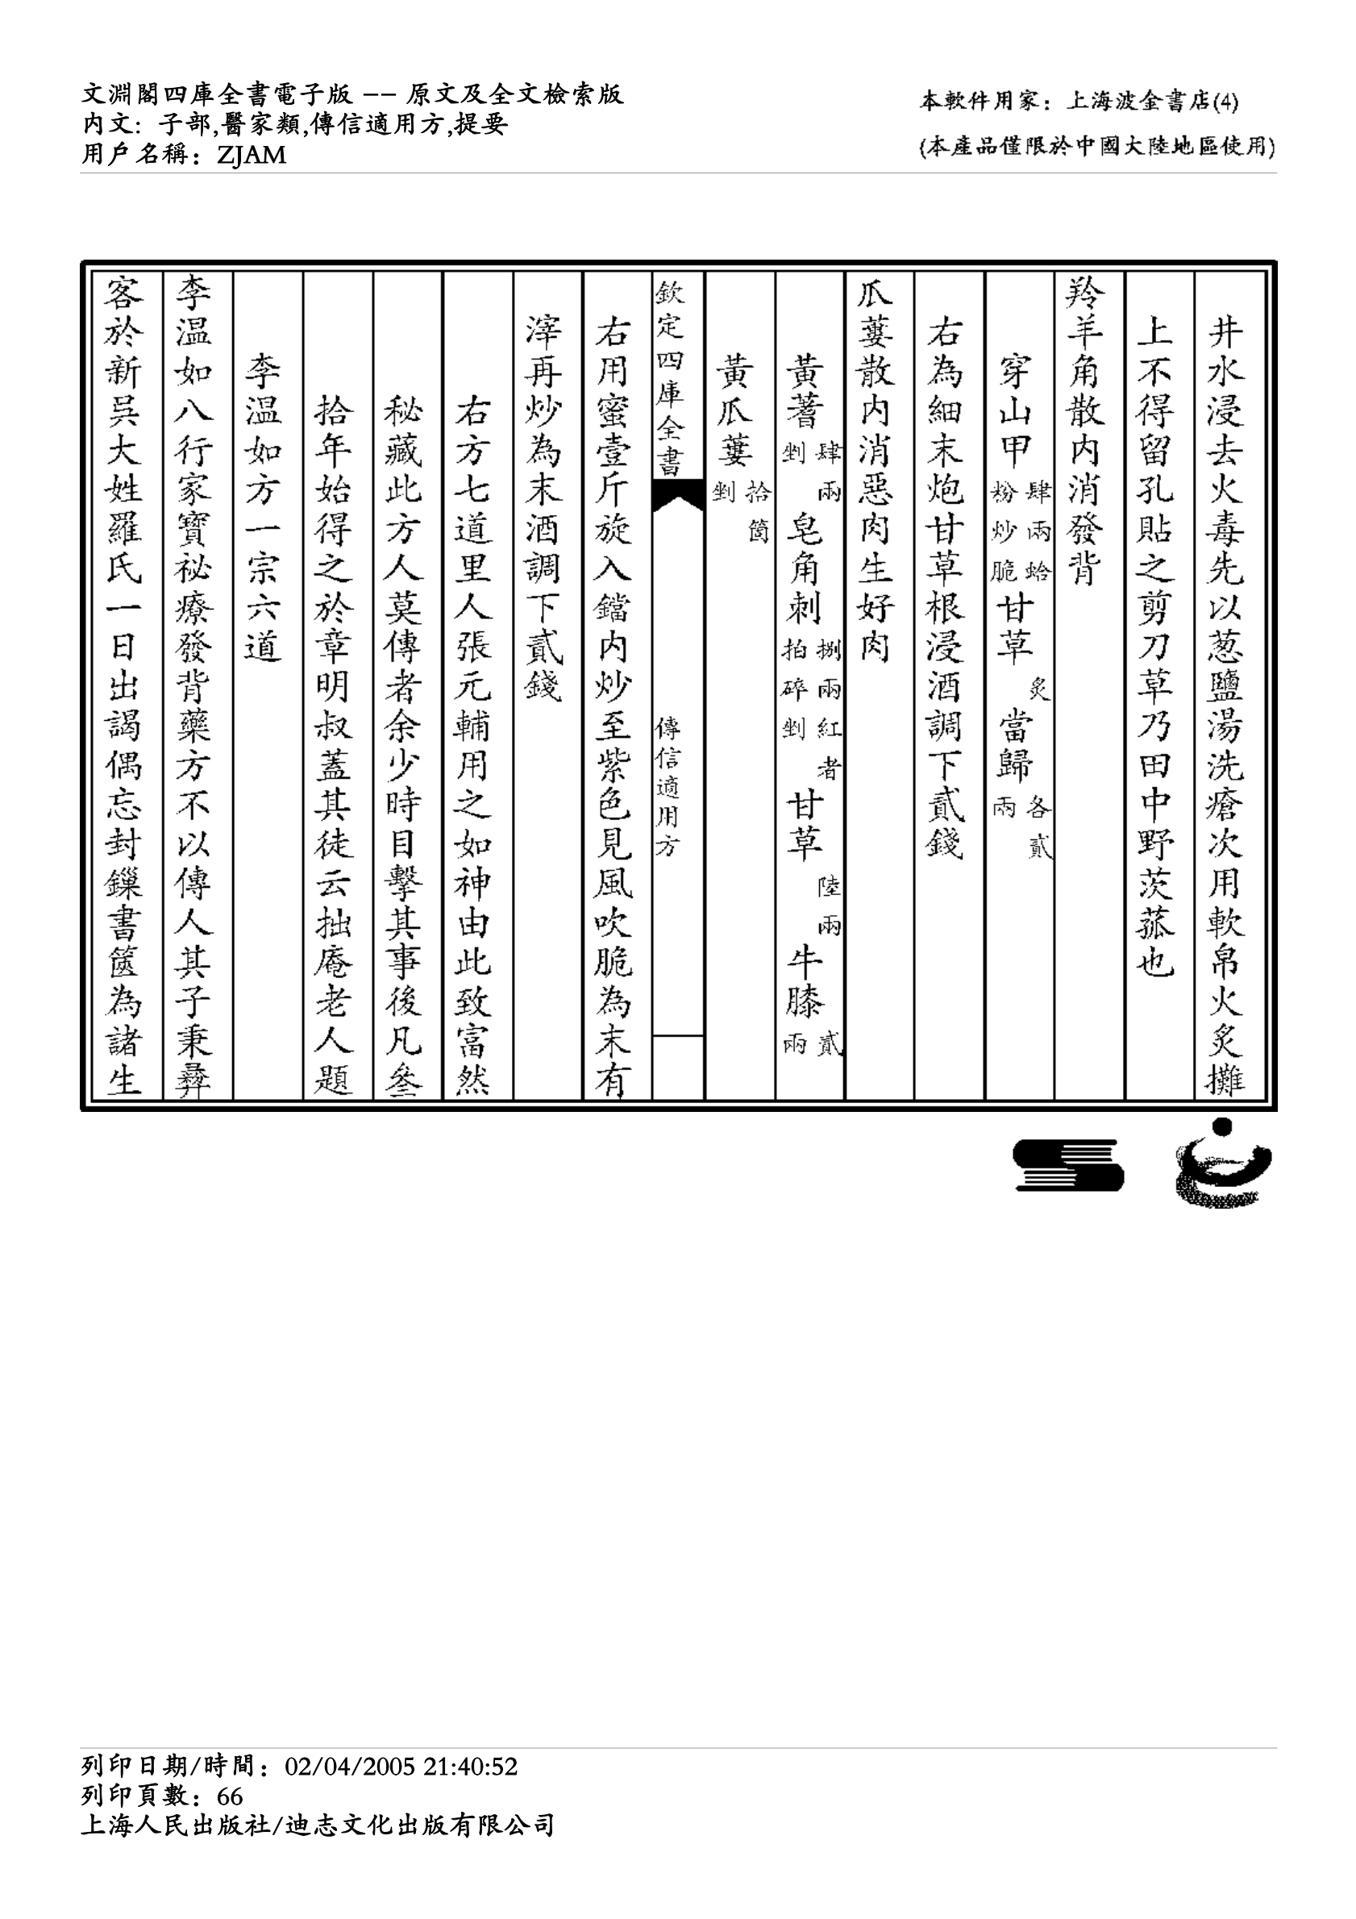 文淵閣四庫全書電子版 -- 原文及全文檢索版
內文: 子部,醫家類,傳信適用方,提要
用戶名稱: ZJAM
本軟件用家: 上海波金書店(4)
(本產品僅限於中國大陸地區使用)
井水浸去火毒先以葱鹽湯洗瘡次用軟帛火炙攤
上不得留孔貼之剪刀草乃田中野茨菰也
羚羊角散內消發背
穿山甲肆兩蛤粉炒脆甘草炙當歸各貳兩
右為細末炮甘草根浸酒調下貳錢
瓜蔞散內消惡肉生好肉
黃蓍肆兩剉皂角刺捌兩紅者拍碎剉甘草陸兩牛膝貳兩
黃瓜蔞拾箇剉
欽定四庫全書
傳信適用方
右用蜜壹斤旋入鐺內炒至紫色見風吹脆為末有
滓再炒為末酒調下貳錢
右方七道里人張元輔用之如神由此致富然
秘藏此方人莫傳者余少時目擊其事後凡叁
拾年始得之於章明叔蓋其徒云拙庵老人題
李溫如方一宗六道
李溫如八行家寶祕療發背藥方不以傳人其子秉彝
客於新吳大姓羅氏一日出謁偶忘封鏁書篋為諸生
列印日期/時間: 02/04/2005 21:40:52
列印頁數: 66
上海人民出版社/迪志文化出版有限公司